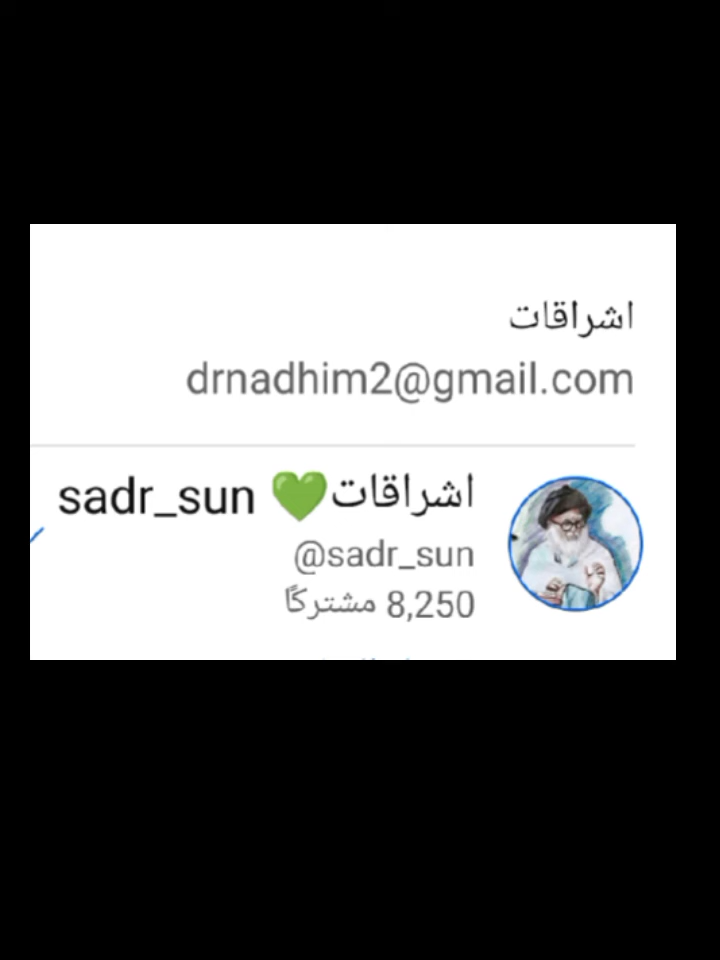 اشراقات
drnadhim2@gmail.com
اشراقات💚 sadr_sun
@sadr_sun
8,250 مشتركًا